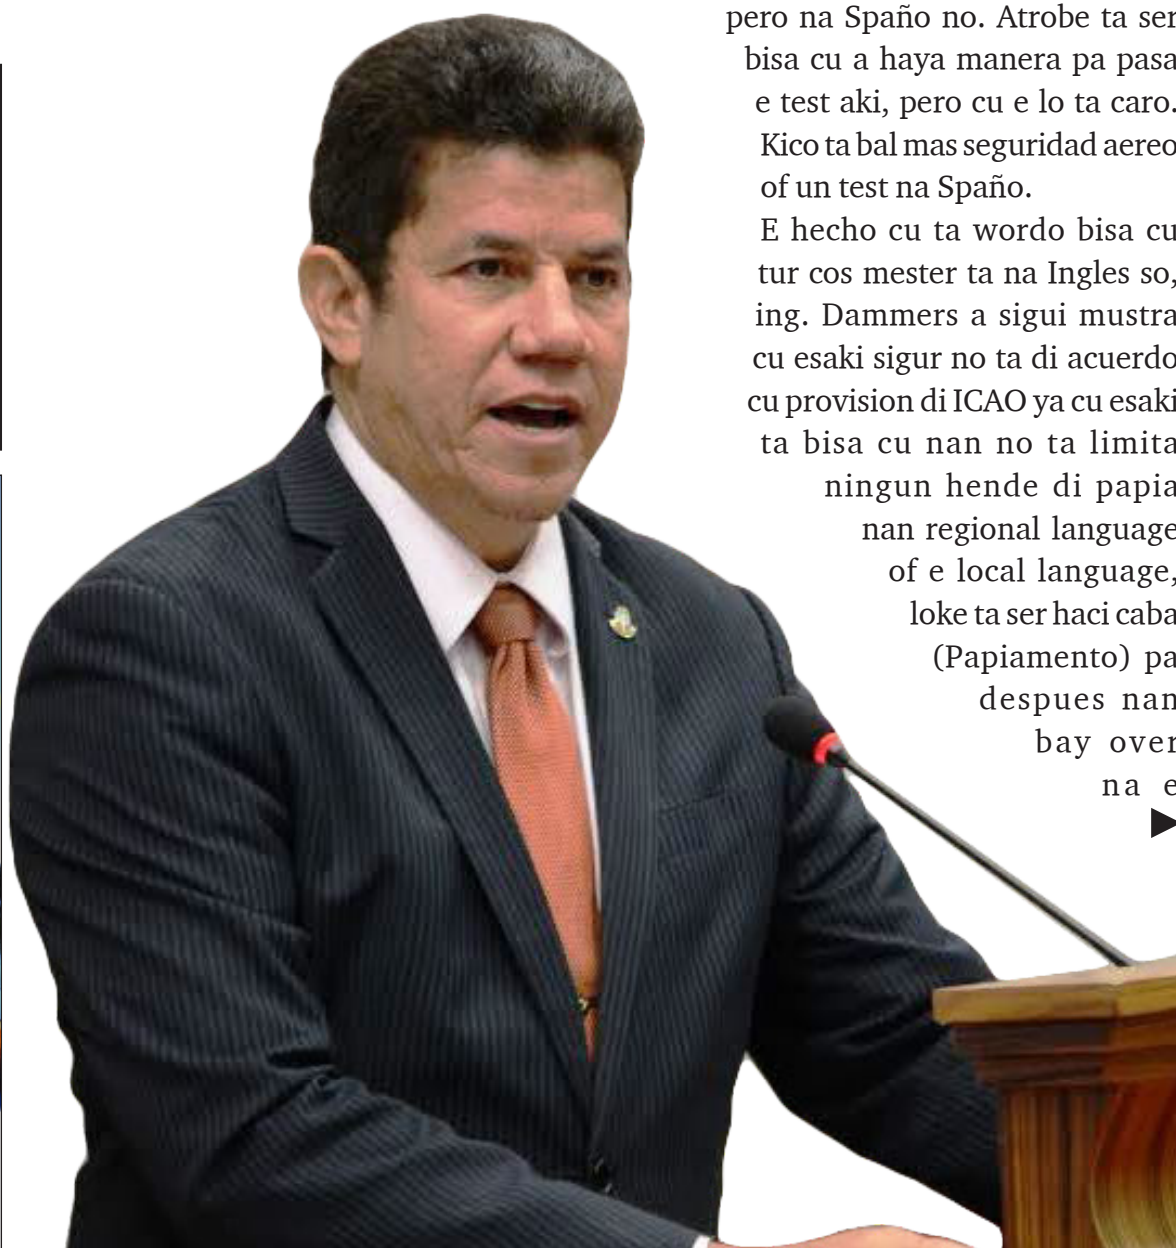 pero na Spaño no. Atrobe ta ser
bisa cu a haya manera pa pasa
e test aki, pero cu e lo ta caro.
Kico ta bal mas seguridad aereo
of un test na Spaño.
E hecho cu ta wordo bisa cu
tur cos mester ta na Ingles so,
ing. Dammers a sigui mustra
cu esaki sigur no ta di acuerdo
cu provision di ICAO ya cu esaki
ta bisa cu nan no ta limita
ningun hende di papia
nan regional language
of e local language,
loke ta ser haci caba
(Papiamento) pa
despues nan
bay over
na e